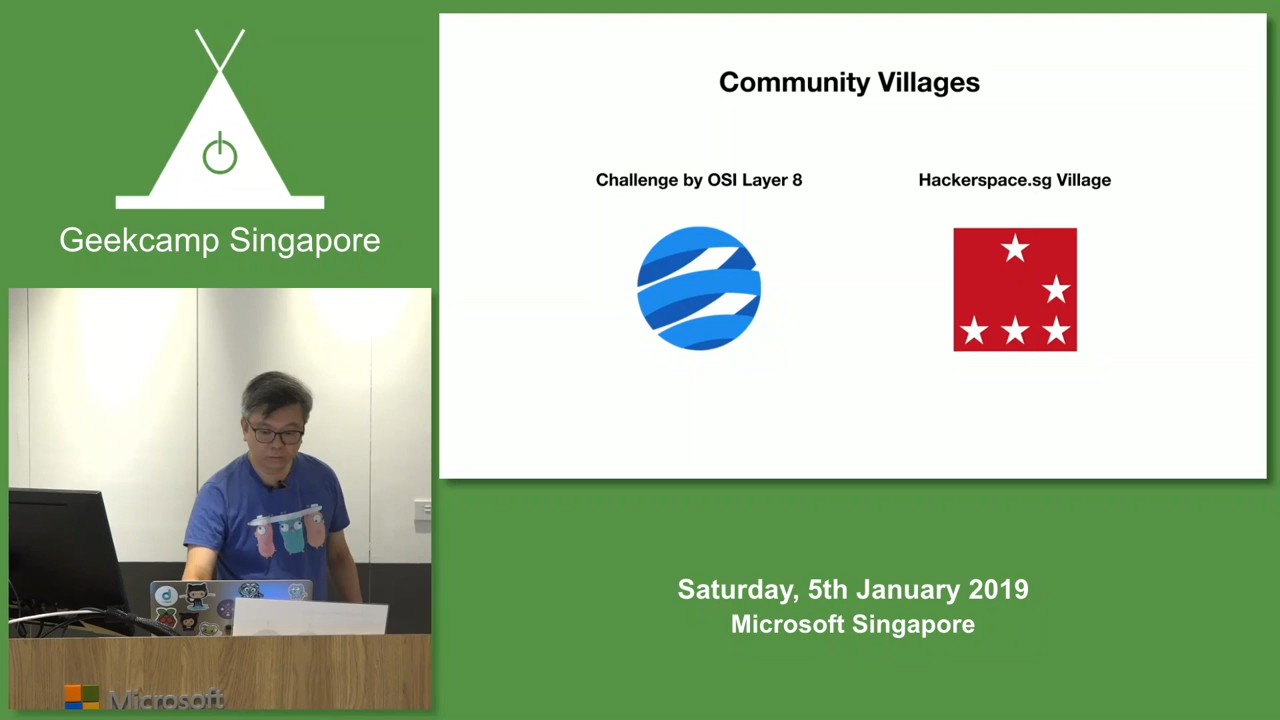 Geekcamp Singapore
Community Villages
Challenge by OSI Layer 8
Hackerspace.sg Village
Saturday, 5th January 2019
Microsoft Singapore
Microsoft